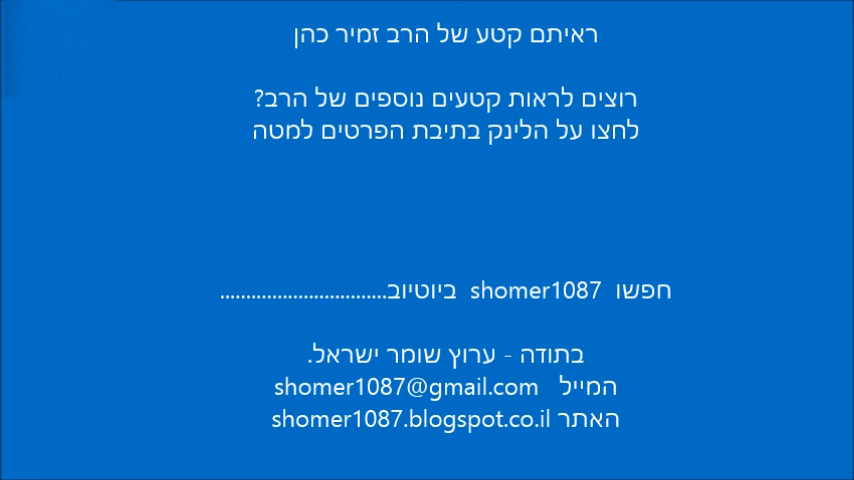 ראיתם קטע של הרב זמיר כהן
רוצים לראות קטעים נוספים של הרב?
לחצו על הלינק בתיבת הפרטים למטה
חפשו shomer1087 ביוטיוב................................
בתודה - ערוץ שומר ישראל.
המייל shomer1087@gmail.com
האתר shomer1087.blogspot.co.il